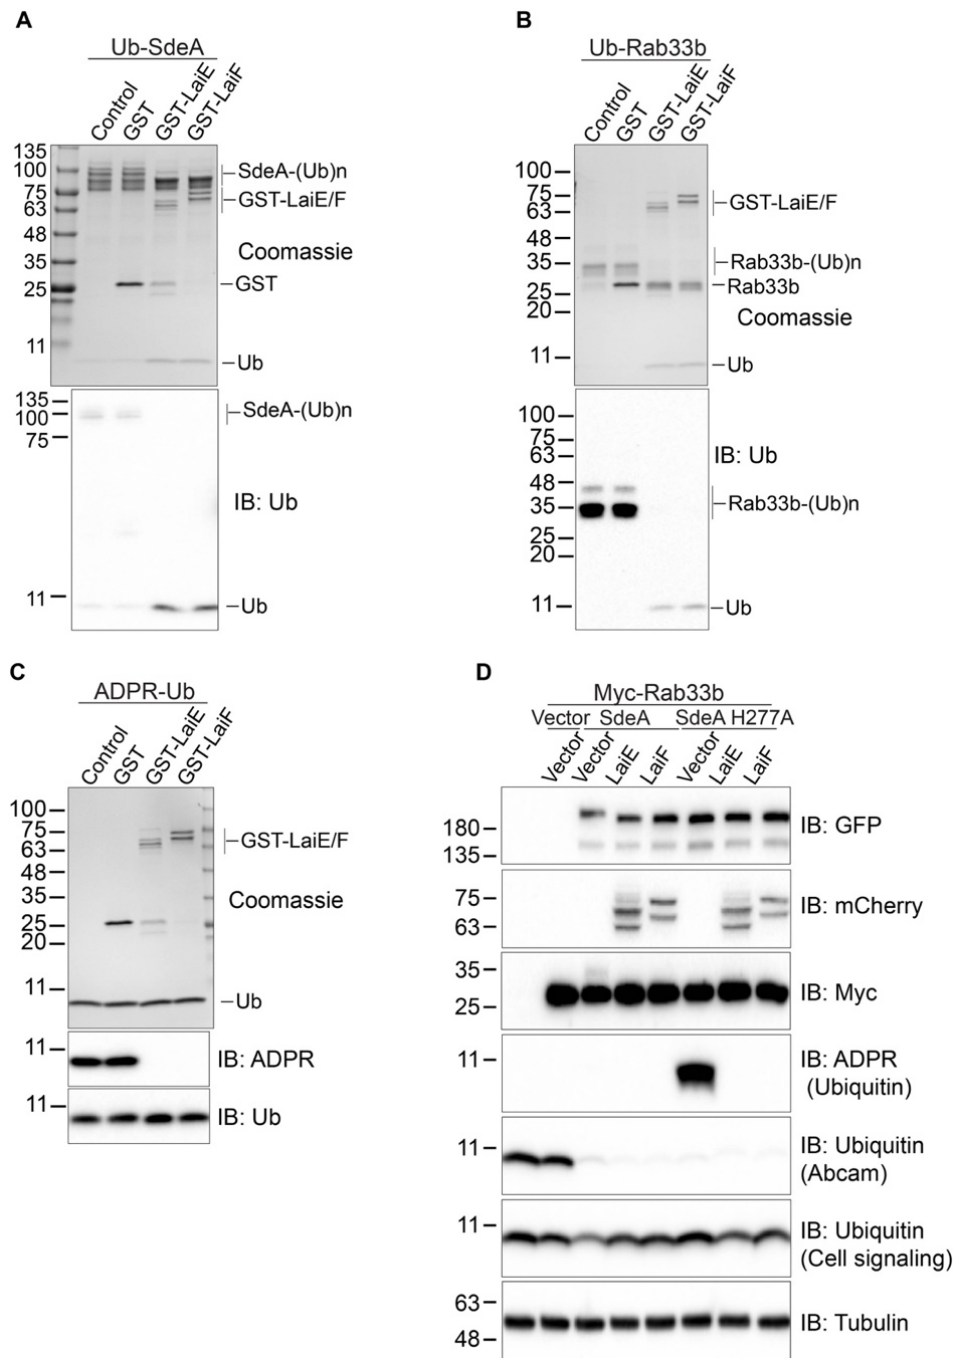 A
Ub-SdeA
Control
GST
GST-LaiE
GST-LaiF
135
100
75
63
48
35
25
11
SdeA-(Ub)n
GST-LaiE/F
Coomassie
GST
Ub
135
100
75
11
SdeA-(Ub)n
IB: Ub
Ub
B
Ub-Rab33b
Control
GST
GST-LaiE
GST-LaiF
100
75
63
48
35
25
20
11
GST-LaiE/F
Rab33b-(Ub)n
Rab33b
Coomassie
Ub
100
75
63
48
35
25
20
11
IB: Ub
Rab33b-(Ub)n
Ub
C
ADPR-Ub
Control
GST
GST-LaiE
GST-LaiF
100
75
63
48
35
25
20
11
GST-LaiE/F
Coomassie
Ub
11
IB: ADPR
11
IB: Ub
D
Myc-Rab33b
Vector SdeA SdeA H277A
Vector
Vector
LaiE
LaiF
Vector
LaiE
LaiF
180
135
IB: GFP
75
63
IB: mCherry
35
25
IB: Myc
11
IB: ADPR
(Ubiquitin)
11
IB: Ubiquitin
(Abcam)
11
IB: Ubiquitin
(Cell signaling)
63
48
IB: Tubulin